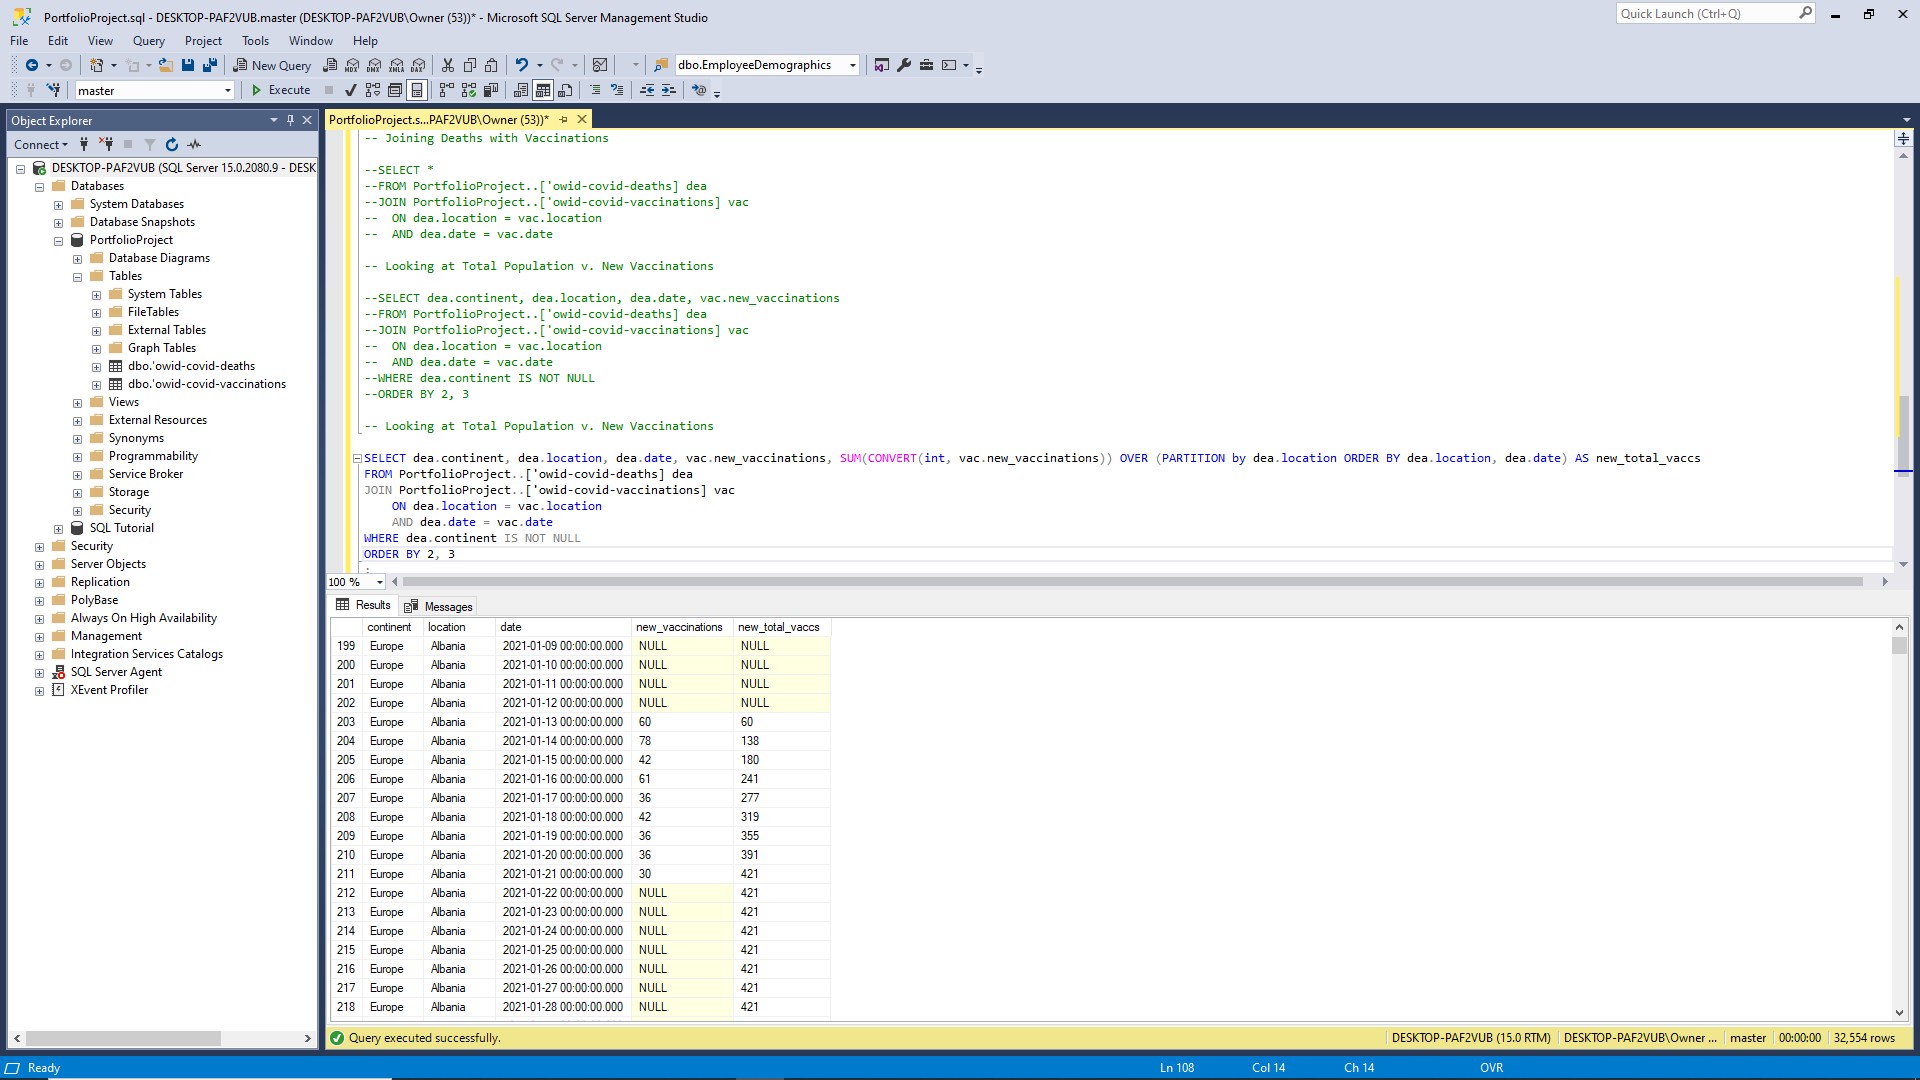 PortfolioProject.sql - DESKTOP-PAF2VUB.master (DESKTOP-PAF2VUB\Owner (53))* - Microsoft SQL Server Management Studio
Quick Launch (Ctrl+Q)
File Edit View Query Project Tools Window Help
New Query MDX DMX XMLA DAX dbo.EmployeeDemographics
master Execute
Object Explorer
Connect
DESKTOP-PAF2VUB (SQL Server 15.0.2080.9 - DESK
Databases
System Databases
Database Snapshots
PortfolioProject
Database Diagrams
Tables
System Tables
FileTables
External Tables
Graph Tables
dbo.'owid-covid-deaths
dbo.'owid-covid-vaccinations
Views
External Resources
Synonyms
Programmability
Service Broker
Storage
Security
SQL Tutorial
Security
Server Objects
Replication
PolyBase
Always On High Availability
Management
Integration Services Catalogs
SQL Server Agent
XEvent Profiler
PortfolioProject.s...PAF2VUB\Owner (53))*
-- Joining Deaths with Vaccinations
--SELECT *
--FROM PortfolioProject..['owid-covid-deaths] dea
--JOIN PortfolioProject..['owid-covid-vaccinations] vac
--  ON dea.location = vac.location
--  AND dea.date = vac.date
-- Looking at Total Population v. New Vaccinations
--SELECT dea.continent, dea.location, dea.date, vac.new_vaccinations
--FROM PortfolioProject..['owid-covid-deaths] dea
--JOIN PortfolioProject..['owid-covid-vaccinations] vac
--  ON dea.location = vac.location
--  AND dea.date = vac.date
--WHERE dea.continent IS NOT NULL
--ORDER BY 2, 3
-- Looking at Total Population v. New Vaccinations
SELECT dea.continent, dea.location, dea.date, vac.new_vaccinations, SUM(CONVERT(int, vac.new_vaccinations)) OVER (PARTITION by dea.location ORDER BY dea.location, dea.date) AS new_total_vaccs
FROM PortfolioProject..['owid-covid-deaths] dea
JOIN PortfolioProject..['owid-covid-vaccinations] vac
ON dea.location = vac.location
AND dea.date = vac.date
WHERE dea.continent IS NOT NULL
ORDER BY 2, 3
100 %
Results Messages
continent location date new_vaccinations new_total_vaccs
199 Europe Albania 2021-01-09 00:00:00.000 NULL NULL
200 Europe Albania 2021-01-10 00:00:00.000 NULL NULL
201 Europe Albania 2021-01-11 00:00:00.000 NULL NULL
202 Europe Albania 2021-01-12 00:00:00.000 NULL NULL
203 Europe Albania 2021-01-13 00:00:00.000 60 60
204 Europe Albania 2021-01-14 00:00:00.000 78 138
205 Europe Albania 2021-01-15 00:00:00.000 42 180
206 Europe Albania 2021-01-16 00:00:00.000 61 241
207 Europe Albania 2021-01-17 00:00:00.000 36 277
208 Europe Albania 2021-01-18 00:00:00.000 42 319
209 Europe Albania 2021-01-19 00:00:00.000 36 355
210 Europe Albania 2021-01-20 00:00:00.000 36 391
211 Europe Albania 2021-01-21 00:00:00.000 30 421
212 Europe Albania 2021-01-22 00:00:00.000 NULL 421
213 Europe Albania 2021-01-23 00:00:00.000 NULL 421
214 Europe Albania 2021-01-24 00:00:00.000 NULL 421
215 Europe Albania 2021-01-25 00:00:00.000 NULL 421
216 Europe Albania 2021-01-26 00:00:00.000 NULL 421
217 Europe Albania 2021-01-27 00:00:00.000 NULL 421
218 Europe Albania 2021-01-28 00:00:00.000 NULL 421
Query executed successfully. DESKTOP-PAF2VUB (15.0 RTM) DESKTOP-PAF2VUB\Owner ... master 00:00:00 32,554 rows
Ready Ln 108 Col 14 Ch 14 OVR